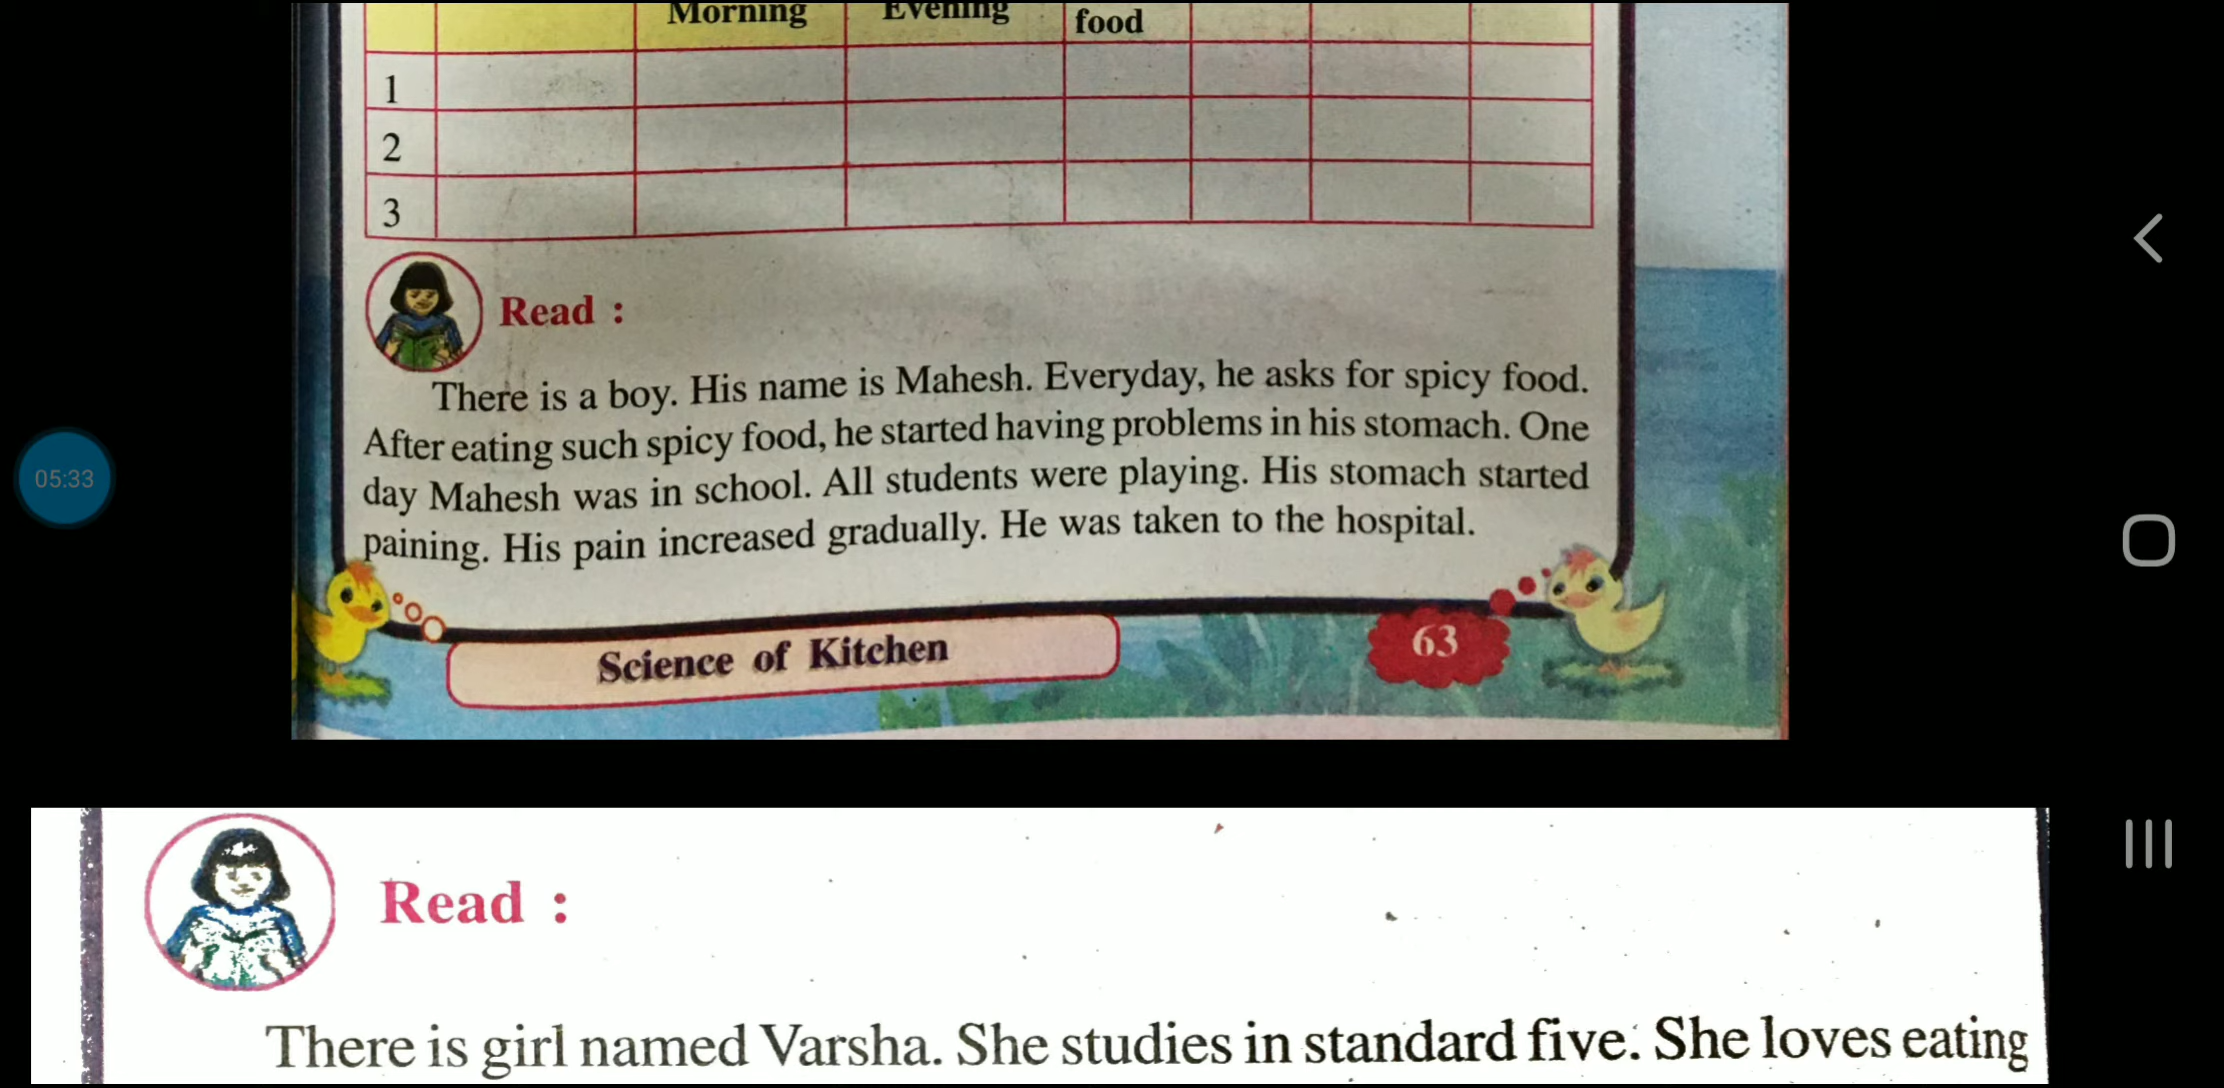 Morning Evening food
1
2
3
Read :
There is a boy. His name is Mahesh. Everyday, he asks for spicy food.
After eating such spicy food, he started having problems in his stomach. One
day Mahesh was in school. All students were playing. His stomach started
paining. His pain increased gradually. He was taken to the hospital.
Science of Kitchen
63
05:33
Read :
There is girl named Varsha. She studies in standard five. She loves eating